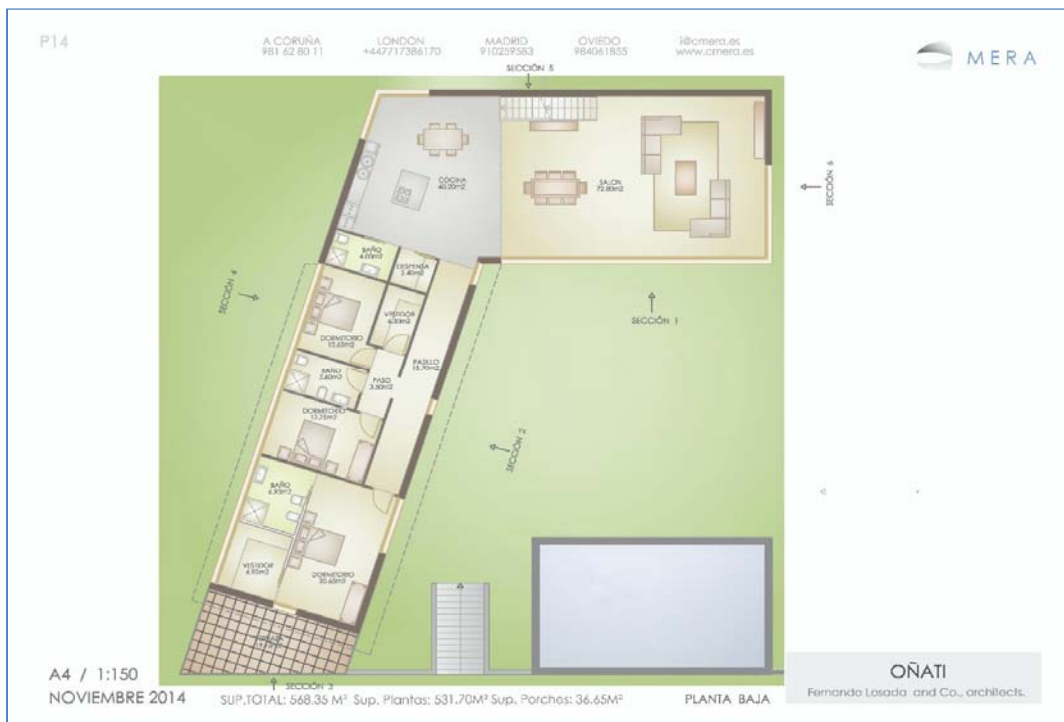 P14
A CORUÑA
981 62 80 11
LONDON
+447717386170
MADRID
910259583
OVIEDO
984061855
i@cmera.es
www.cmera.es
MERA
SECCIÓN 5
COCINA
40.20m2
SALON
72.80m2
SECCIÓN 6
BAÑO
DESPENSA
VESTIDOR
SECCIÓN 4
SECCIÓN 1
DORMITORIO
PASILLO
BAÑO
PASO
DORMITORIO
SECCIÓN 2
BAÑO
VESTIDOR
DORMITORIO
20.65m2
SECCIÓN 3
A4 / 1:150
NOVIEMBRE 2014
SUP.TOTAL: 568.35 M² Sup. Plantas: 531.70M² Sup. Porches: 36.65M²
PLANTA BAJA
OÑATI
Fernando Losada and Co., architects.